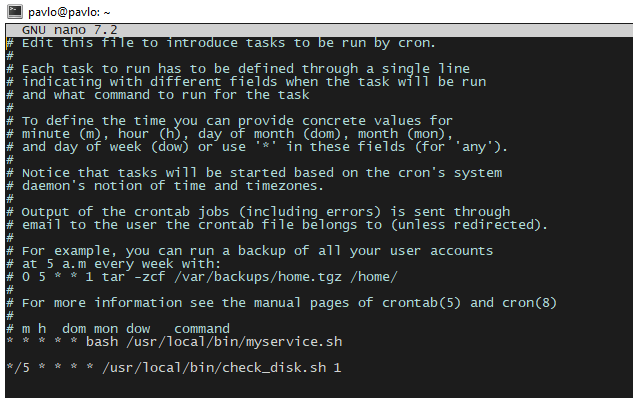 pavlo@pavlo: ~
GNU nano 7.2
# Edit this file to introduce tasks to be run by cron.
#
# Each task to run has to be defined through a single line
# indicating with different fields when the task will be run
# and what command to run for the task
#
# To define the time you can provide concrete values for
# minute (m), hour (h), day of month (dom), month (mon),
# and day of week (dow) or use '*' in these fields (for 'any').
#
# Notice that tasks will be started based on the cron's system
# daemon's notion of time and timezones.
#
# Output of the crontab jobs (including errors) is sent through
# email to the user the crontab file belongs to (unless redirected).
#
# For example, you can run a backup of all your user accounts
# at 5 a.m every week with:
# 0 5 * * 1 tar -zcf /var/backups/home.tgz /home/
#
# For more information see the manual pages of crontab(5) and cron(8)
#
# m h  dom mon dow   command
* * * * * bash /usr/local/bin/myservice.sh
*/5 * * * * /usr/local/bin/check_disk.sh 1